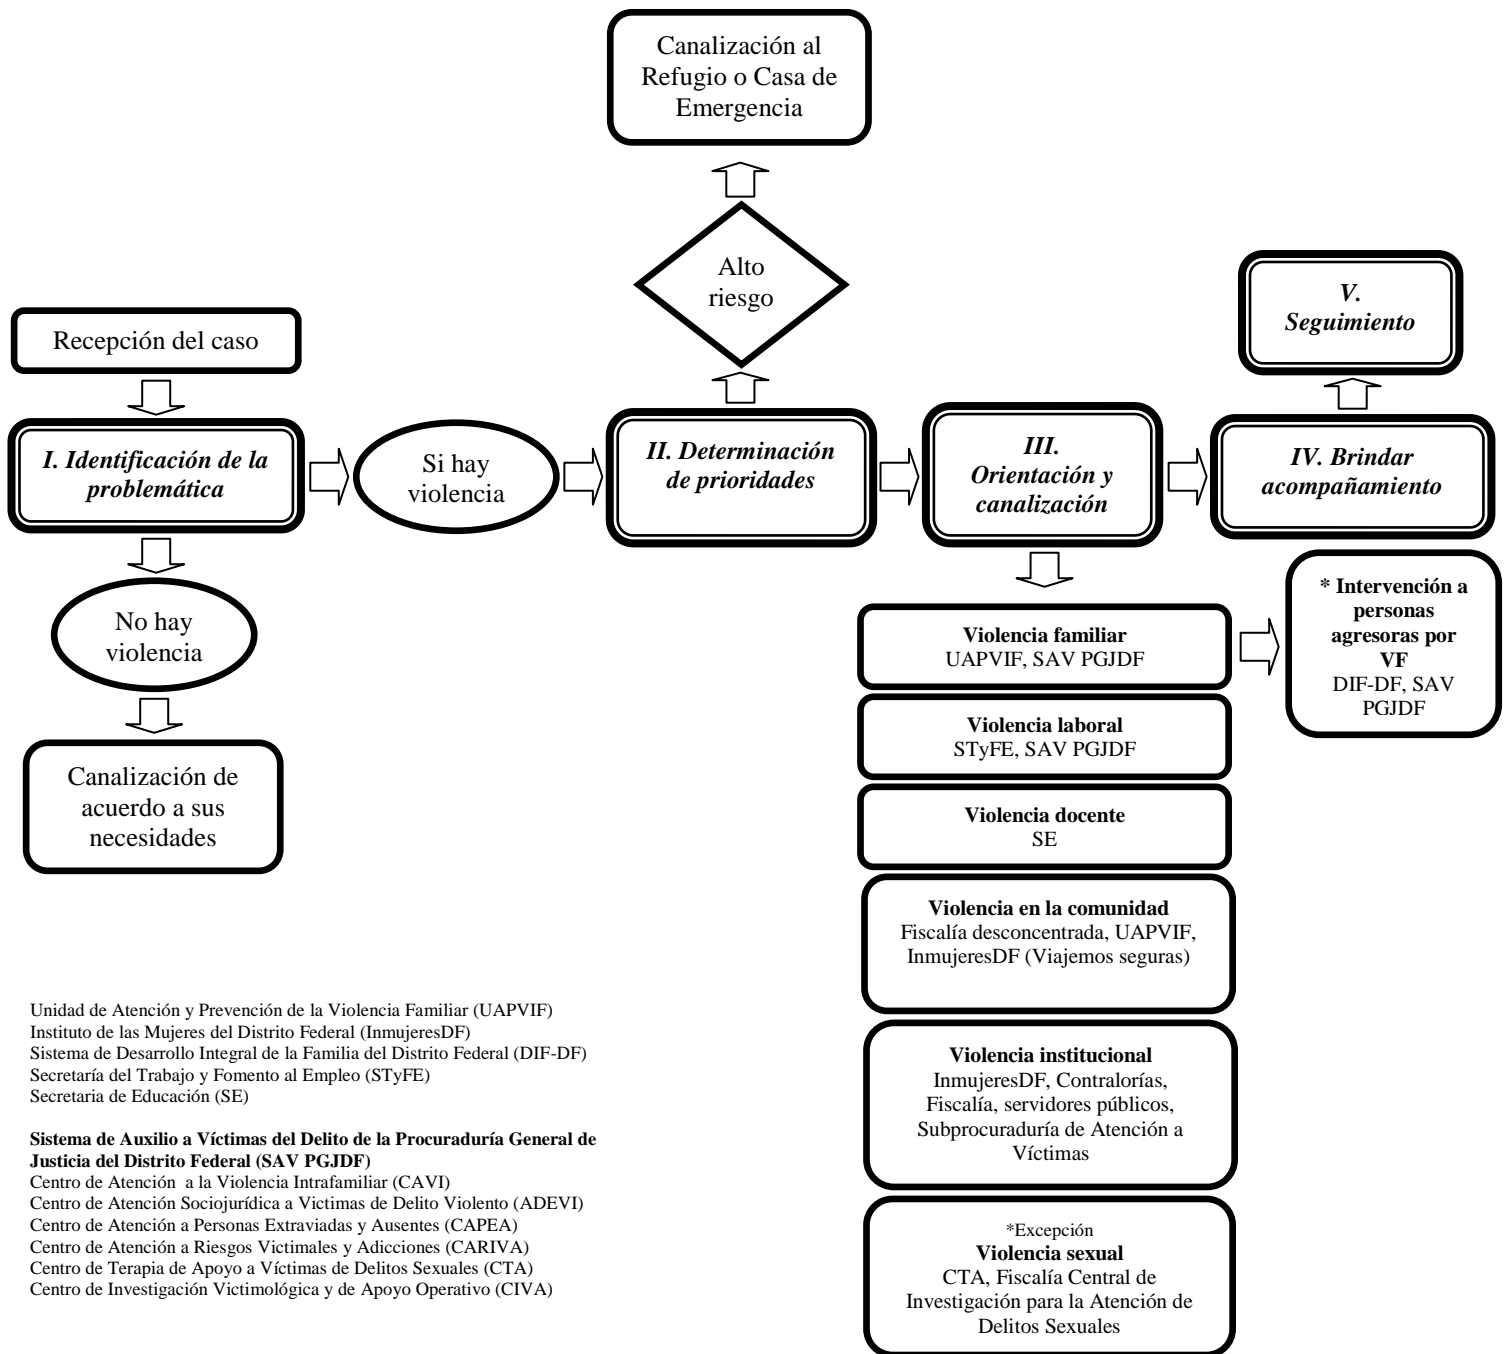 Canalización al
Refugio o Casa de
Emergencia
Alto
riesgo
V.
Seguimiento
Recepción del caso
I. Identificación de la
problemática
Si hay
violencia
II. Determinación
de prioridades
III.
Orientación y
canalización
IV. Brindar
acompañamiento
No hay
violencia
Canalización de
acuerdo a sus
necesidades
Violencia familiar
UAPVIF, SAV PGJDF
* Intervención a
personas
agresoras por
VF
DIF-DF, SAV
PGJDF
Violencia laboral
STyFE, SAV PGJDF
Violencia docente
SE
Violencia en la comunidad
Fiscalía desconcentrada, UAPVIF,
InmujeresDF (Viajemos seguras)
Violencia institucional
InmujeresDF, Contralorías,
Fiscalía, servidores públicos,
Subprocuraduría de Atención a
Víctimas
*Excepción
Violencia sexual
CTA, Fiscalía Central de
Investigación para la Atención de
Delitos Sexuales
Unidad de Atención y Prevención de la Violencia Familiar (UAPVIF)
Instituto de las Mujeres del Distrito Federal (InmujeresDF)
Sistema de Desarrollo Integral de la Familia del Distrito Federal (DIF-DF)
Secretaría del Trabajo y Fomento al Empleo (STyFE)
Secretaria de Educación (SE)
Sistema de Auxilio a Víctimas del Delito de la Procuraduría General de
Justicia del Distrito Federal (SAV PGJDF)
Centro de Atención a la Violencia Intrafamiliar (CAVI)
Centro de Atención Sociojurídica a Victimas de Delito Violento (ADEVI)
Centro de Atención a Personas Extraviadas y Ausentes (CAPEA)
Centro de Atención a Riesgos Victimales y Adicciones (CARIVA)
Centro de Terapia de Apoyo a Víctimas de Delitos Sexuales (CTA)
Centro de Investigación Victimológica y de Apoyo Operativo (CIVA)